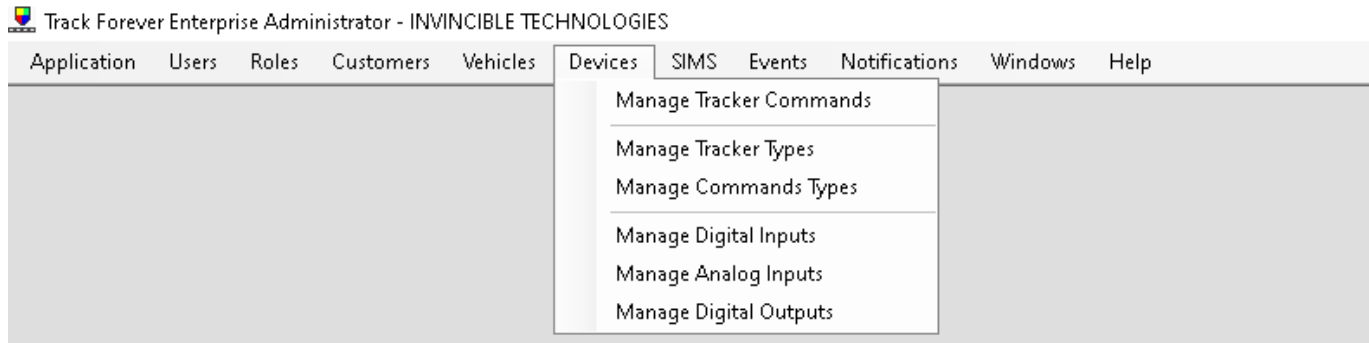 Track Forever Enterprise Administrator - INVINCIBLE TECHNOLOGIES
Application Users Roles Customers Vehicles Devices SIMS Events Notifications Windows Help
Manage Tracker Commands
Manage Tracker Types
Manage Commands Types
Manage Digital Inputs
Manage Analog Inputs
Manage Digital Outputs